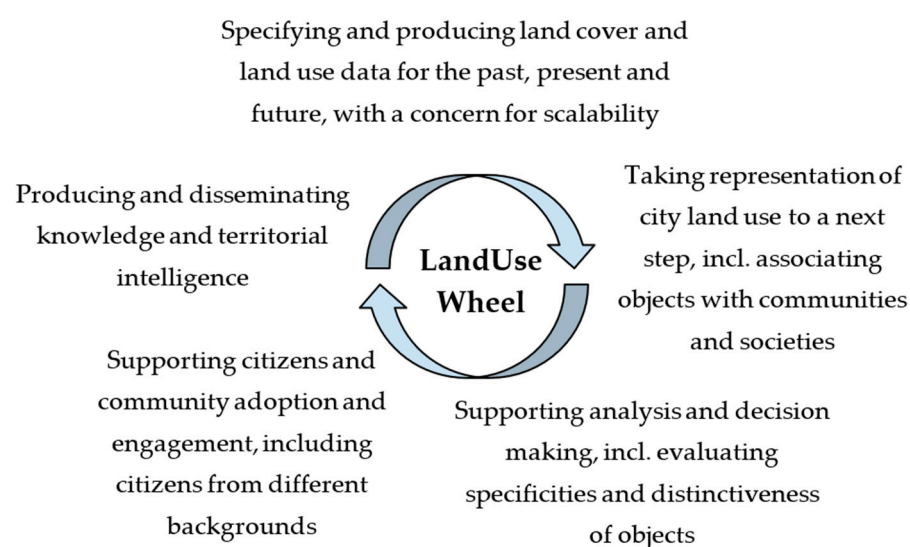 Specifying and producing land cover and
land use data for the past, present and
future, with a concern for scalability
Taking representation of
city land use to a next
step, incl. associating
objects with communities
and societies
Supporting analysis and decision
making, incl. evaluating
specificities and distinctiveness
of objects
Supporting citizens and
community adoption and
engagement, including
citizens from different
backgrounds
Producing and disseminating
knowledge and territorial
intelligence
LandUse
Wheel